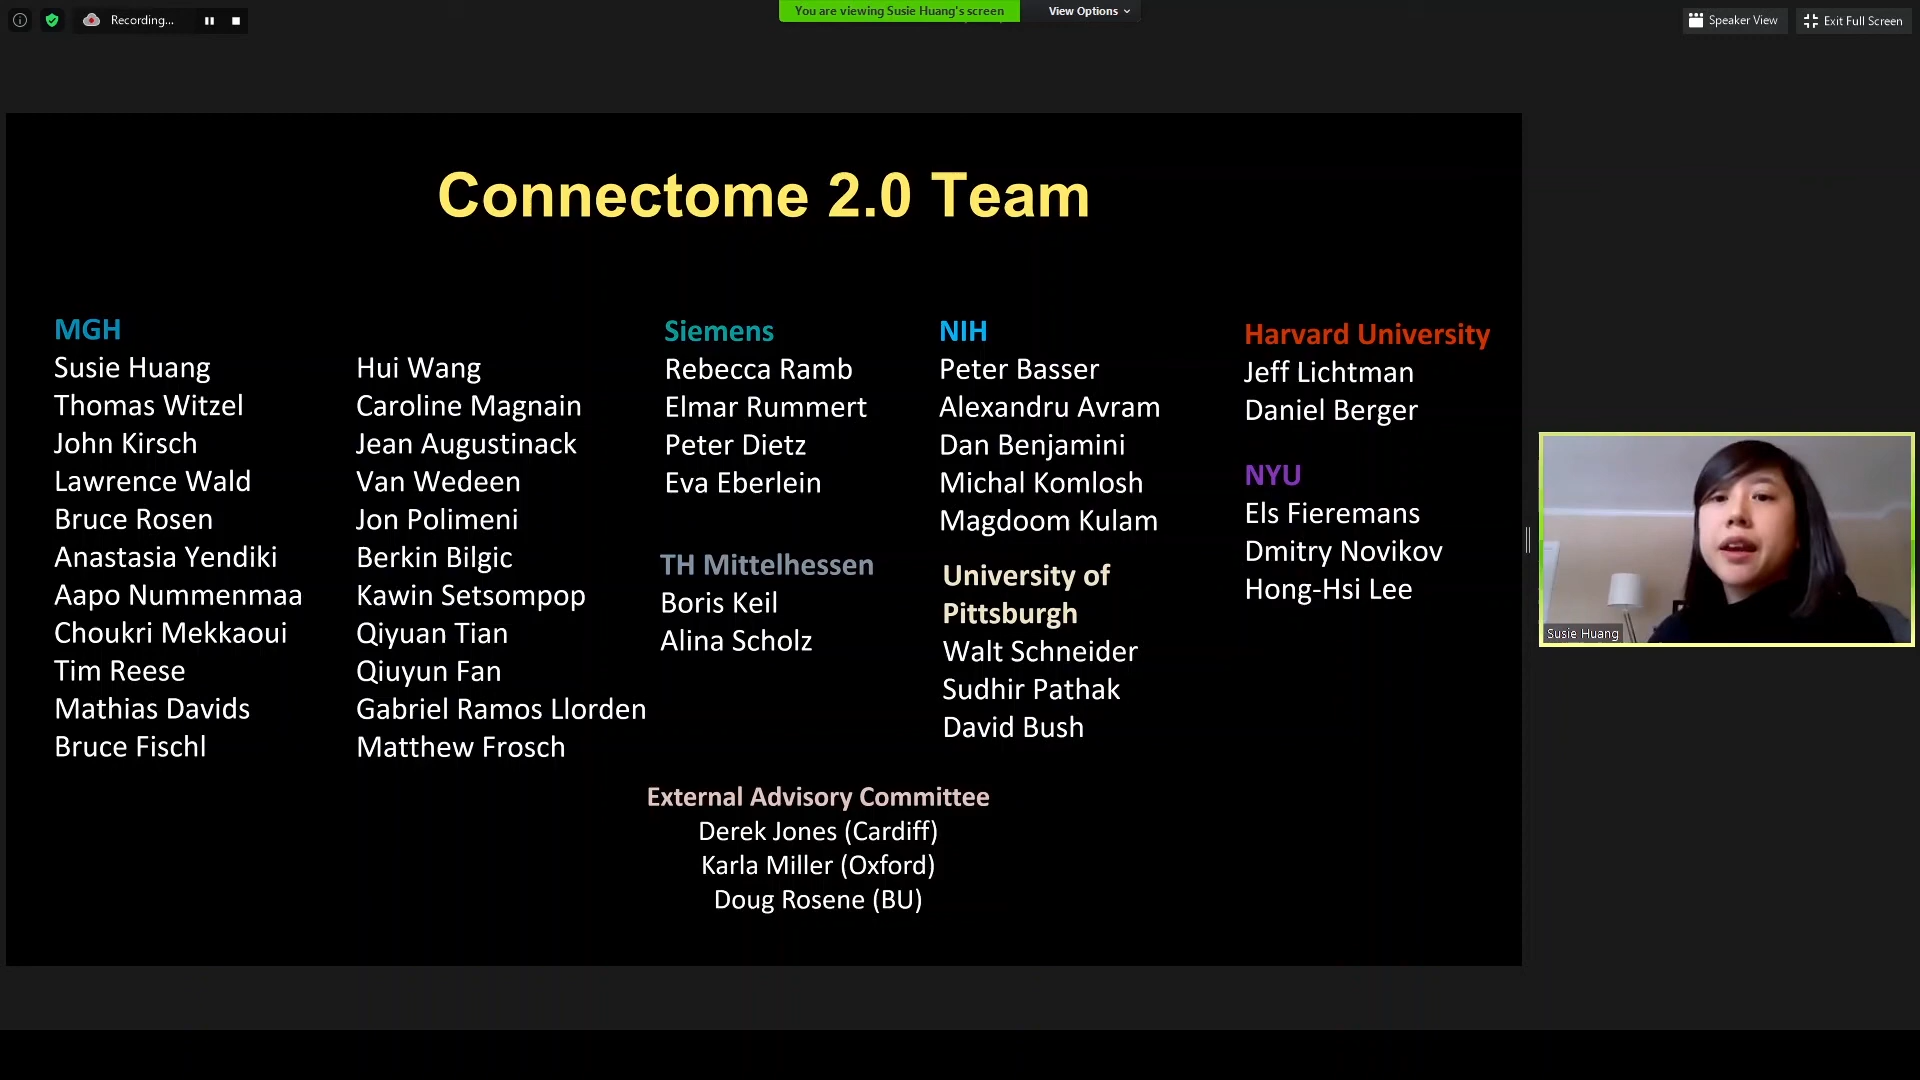 Recording...
You are viewing Susie Huang's screen
View Options
Speaker View
Exit Full Screen
Connectome 2.0 Team
MGH
Susie Huang
Thomas Witzel
John Kirsch
Lawrence Wald
Bruce Rosen
Anastasia Yendiki
Aapo Nummenmaa
Choukri Mekkaoui
Tim Reese
Mathias Davids
Bruce Fischl
Hui Wang
Caroline Magnain
Jean Augustinack
Van Wedeen
Jon Polimeni
Berkin Bilgic
Kawin Setsompop
Qiyuan Tian
Qiuyun Fan
Gabriel Ramos Llorden
Matthew Frosch
Siemens
Rebecca Ramb
Elmar Rummert
Peter Dietz
Eva Eberlein
TH Mittelhessen
Boris Keil
Alina Scholz
NIH
Peter Basser
Alexandru Avram
Dan Benjamini
Michal Komlosh
Magdoom Kulam
University of
Pittsburgh
Walt Schneider
Sudhir Pathak
David Bush
Harvard University
Jeff Lichtman
Daniel Berger
NYU
Els Fieremans
Dmitry Novikov
Hong-Hsi Lee
External Advisory Committee
Derek Jones (Cardiff)
Karla Miller (Oxford)
Doug Rosene (BU)
Susie Huang